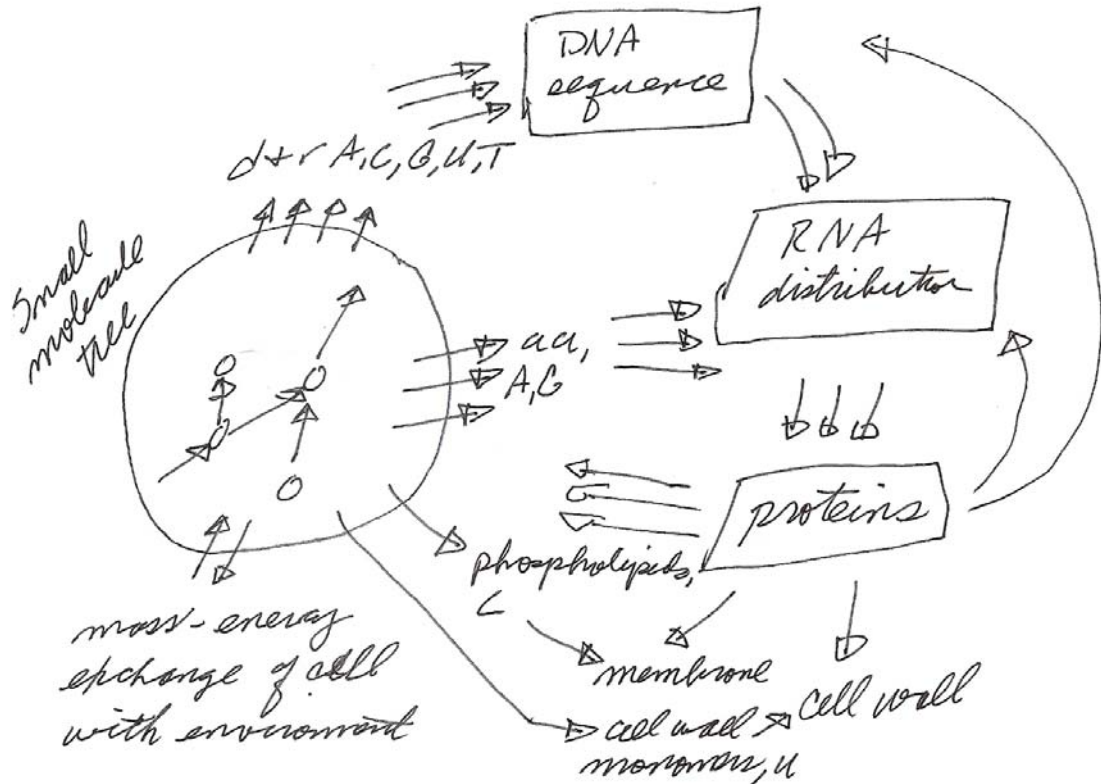 DNA
sequence
d+r A, C, G, U, T
Small
molecule
tree
RNA
distribution
aa,
A, G
proteins
phospholipids,
C
mass-energy
exchange of cell
with environment
membrane
cell wall
cell wall
monomers, U